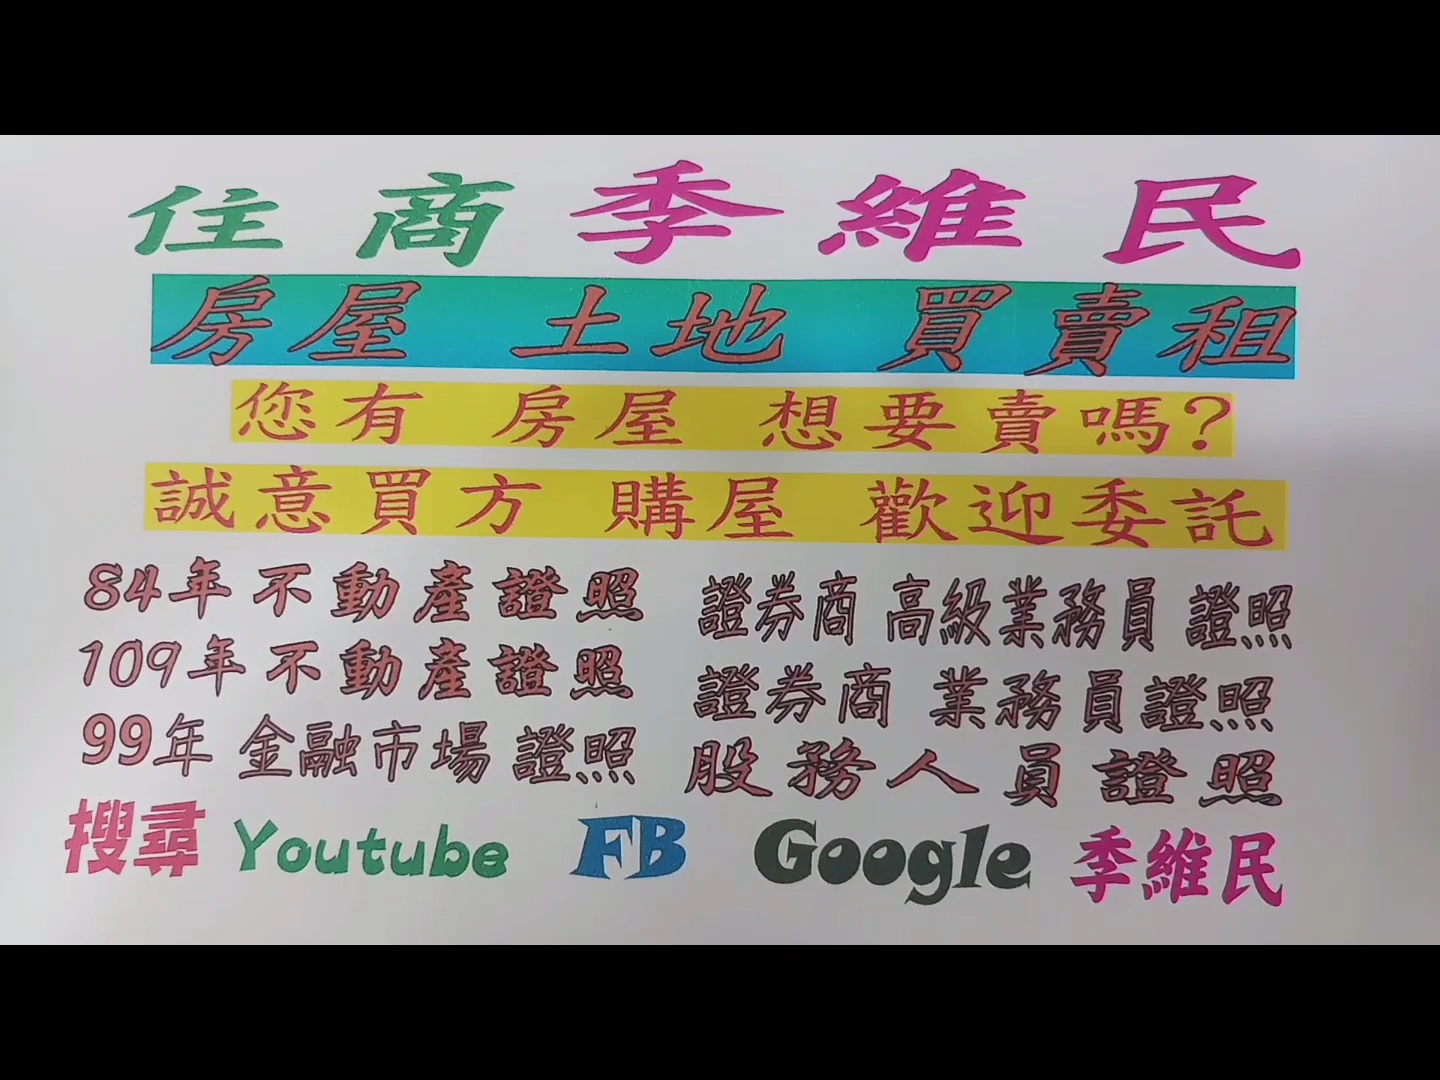 住商季維民
房屋 土地 買賣租
您有 房屋 想要賣嗎?
誠意買方 購屋 歡迎委託
84年不動產證照 證券商 高級業務員 證照
109年不動產證照 證券商 業務員證照
99年 金融市場 證照 股務人員證照
搜尋 Youtube FB Google 季維民